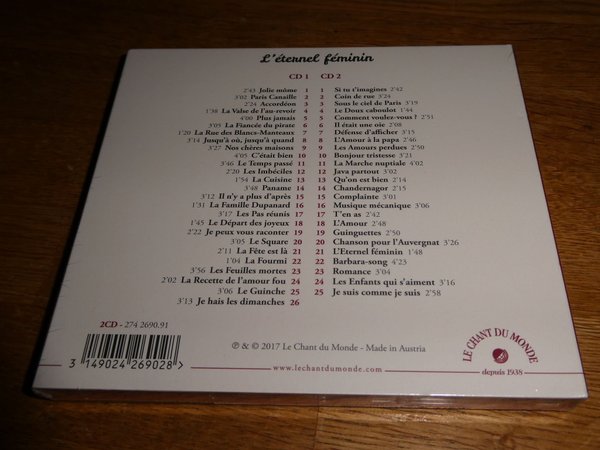 L'éternel féminin
CD 1 CD 2
2'43 Jolie môme 1 1 Si tu t'imagines 2'42
3'02 Paris Canaille 2 2 Coin de rue 3'24
2'24 Accordéon 3 3 Sous le ciel de Paris 3'19
1'38 La Valse de l'au-revoir 4 4 Le Doux caboulot 1'44
4'00 Plus jamais 5 5 Comment voulez-vous ? 2'51
3'05 La Fiancée du pirate 6 6 Il était une oie 2'08
1'20 La Rue des Blancs-Manteaux 7 7 Défense d'afficher 3'15
3'14 Jusqu'à où, jusqu'à quand 8 8 L'Amour à la papa 2'46
3'27 Nos chères maisons 9 9 Les Amours perdues 2'50
4'05 C'était bien 10 10 Bonjour tristesse 3'21
3'46 Le Temps passé 11 11 La Marche nuptiale 4'02
2'20 Les Imbéciles 12 12 Java partout 3'02
1'54 La Cuisine 13 13 Qu'on est bien 2'14
3'48 Paname 14 14 Chandernagor 2'15
3'12 Il n'y a plus d'après 15 15 Complainte 3'01
1'31 La Famille Dupanard 16 16 Musique mécanique 3'06
3'17 Les Pas réunis 17 17 T'en as 2'42
1'45 Le Départ des joyeux 18 18 L'Amour 2'48
2'22 Je peux vous raconter 19 19 Guinguettes 2'50
3'05 Le Square 20 20 Chanson pour l'Auvergnat 3'26
2'11 La Fête est là 21 21 L'Eternel féminin 1'48
1'04 La Fourmi 22 22 Barbara-song 4'23
3'56 Les Feuilles mortes 23 23 Romance 3'04
2'02 La Recette de l'amour fou 24 24 Les Enfants qui s'aiment 3'16
3'06 Le Guinche 25 25 Je suis comme je suis 2'58
3'13 Je hais les dimanches 26
2CD - 274 2690.91
3 149024 269028 >
℗ & © 2017 Le Chant du Monde - Made in Austria
www.lechantdumonde.com
LE CHANT DU MONDE
depuis 1938